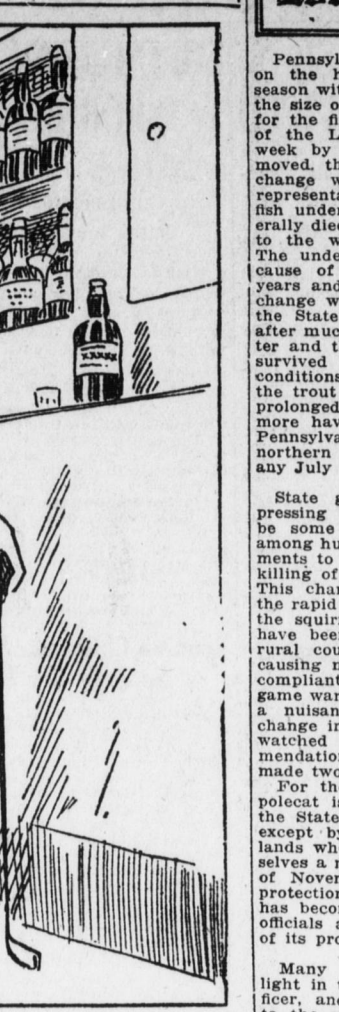 XXXXX
Pennsyl
on the h
season wit
the size o
for the fi
of the L
week by
moved, th
change w
representa
fish under
erally died
to the w
The unde
cause of
years and
change w
the State
after muc
ter and t
survived
conditions
the trout
prolonged
more hav
Pennsylva
northern
any July
State g
pressing
be some
among hu
ments to
killing of
This chan
the rapid
the squir
have been
rural cou
causing m
compliant
game war
a nuisan
change in
watched
mendation
made two
For th
polecat is
the State
except by
lands wh
selves a n
of Nover
protection
has becor
officials a
of its pro
Many
light in
ficer, and